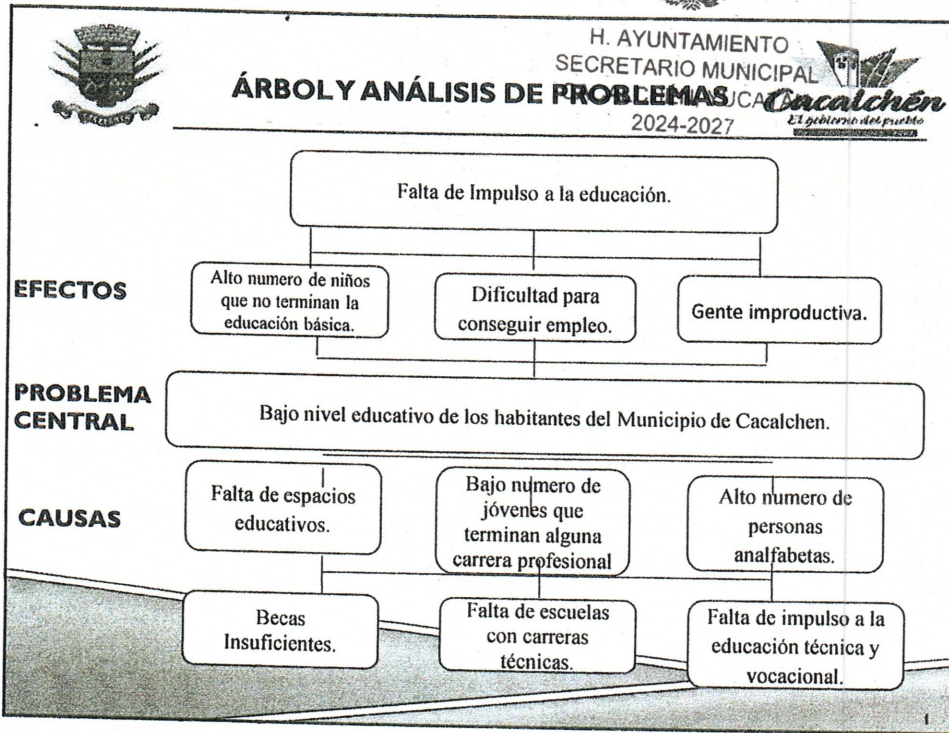 H. AYUNTAMIENTO
SECRETARIO MUNICIPAL
ÁRBOL Y ANÁLISIS DE PROBLEMAS
2024-2027
CACALCHEN
Cacalchén
El gobierno del pueblo
Falta de Impulso a la educación.
EFECTOS
Alto numero de niños
que no terminan la
educación básica.
Dificultad para
conseguir empleo.
Gente improductiva.
PROBLEMA
CENTRAL
Bajo nivel educativo de los habitantes del Municipio de Cacalchen.
CAUSAS
Falta de espacios
educativos.
Bajo numero de
jóvenes que
terminan alguna
carrera profesional
Alto numero de
personas
analfabetas.
Becas
Insuficientes.
Falta de escuelas
con carreras
técnicas.
Falta de impulso a la
educación técnica y
vocacional.
1